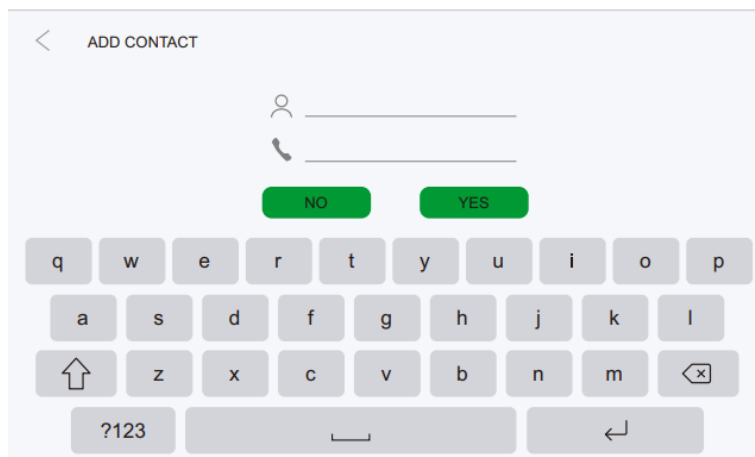 ADD CONTACT
NO YES
q w e r t y u i o p
a s d f g h j k l
z x c v b n m
?123